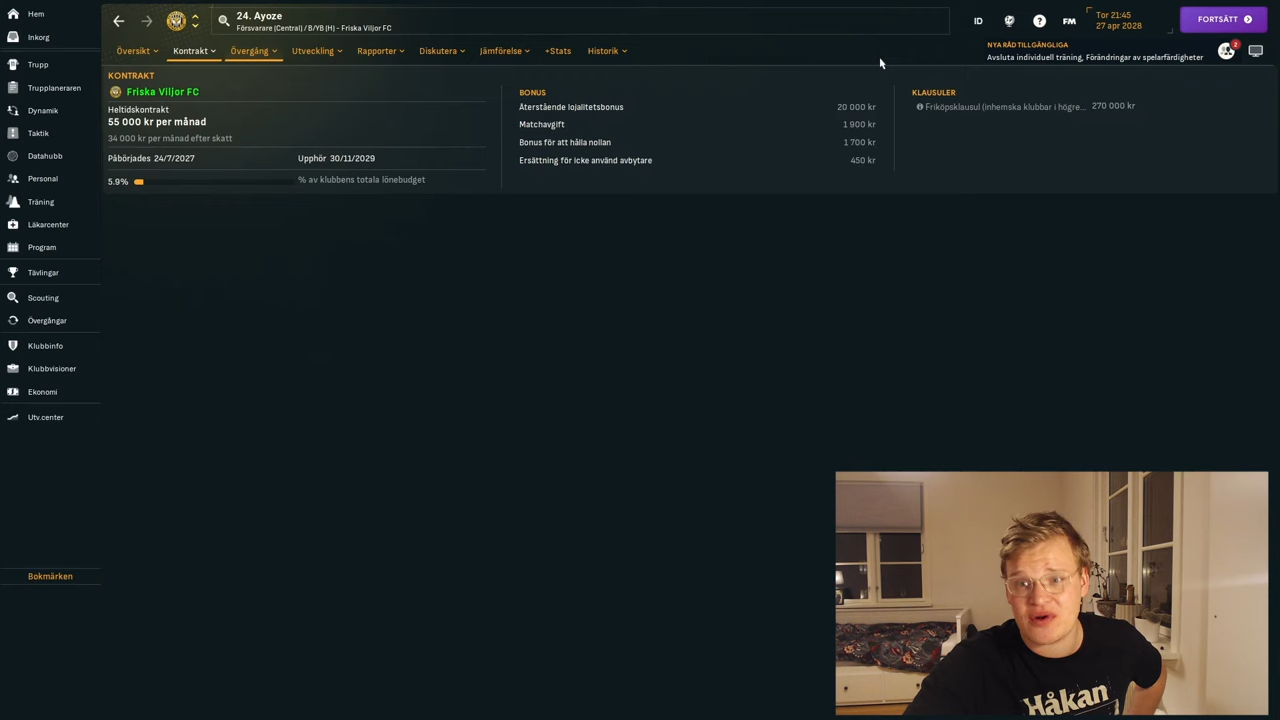 Hem
Inkorg
Trupp
Trupplaneraren
Dynamik
Taktik
Datahubb
Personal
Träning
Läkarcenter
Program
Tävlingar
Scouting
Övergångar
Klubbinfo
Klubbvisioner
Ekonomi
Utv.center
Bokmärken
24. Ayoze
Försvarare (Central) / B/YB (H) - Friska Viljor FC
ID
?
FM
Tor 21:45
27 apr 2028
FORTSÄTT
Översikt
Kontrakt
Övergång
Utveckling
Rapporter
Diskutera
Jämförelse
+Stats
Historik
NYA RÅD TILLGÄNGLIGA
Avsluta individuell träning, Förändringar av spelarfärdigheter
2
KONTRAKT
Friska Viljor FC
Heltidskontrakt
55 000 kr per månad
34 000 kr per månad efter skatt
Påbörjades 24/7/2027 Upphör 30/11/2029
5.9% % av klubbens totala lönebudget
BONUS
Återstående lojalitetsbonus 20 000 kr
Matchavgift 1 900 kr
Bonus för att hålla nollan 1 700 kr
Ersättning för icke använd avbytare 450 kr
KLAUSULER
Friköpsklausul (inhemska klubbar i högre... 270 000 kr
Håkan